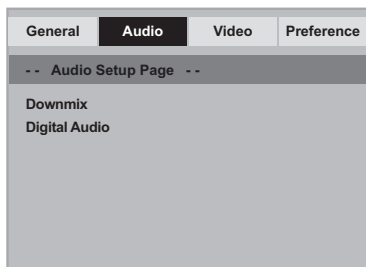 General Audio Video Preference
- - Audio Setup Page - -
Downmix
Digital Audio